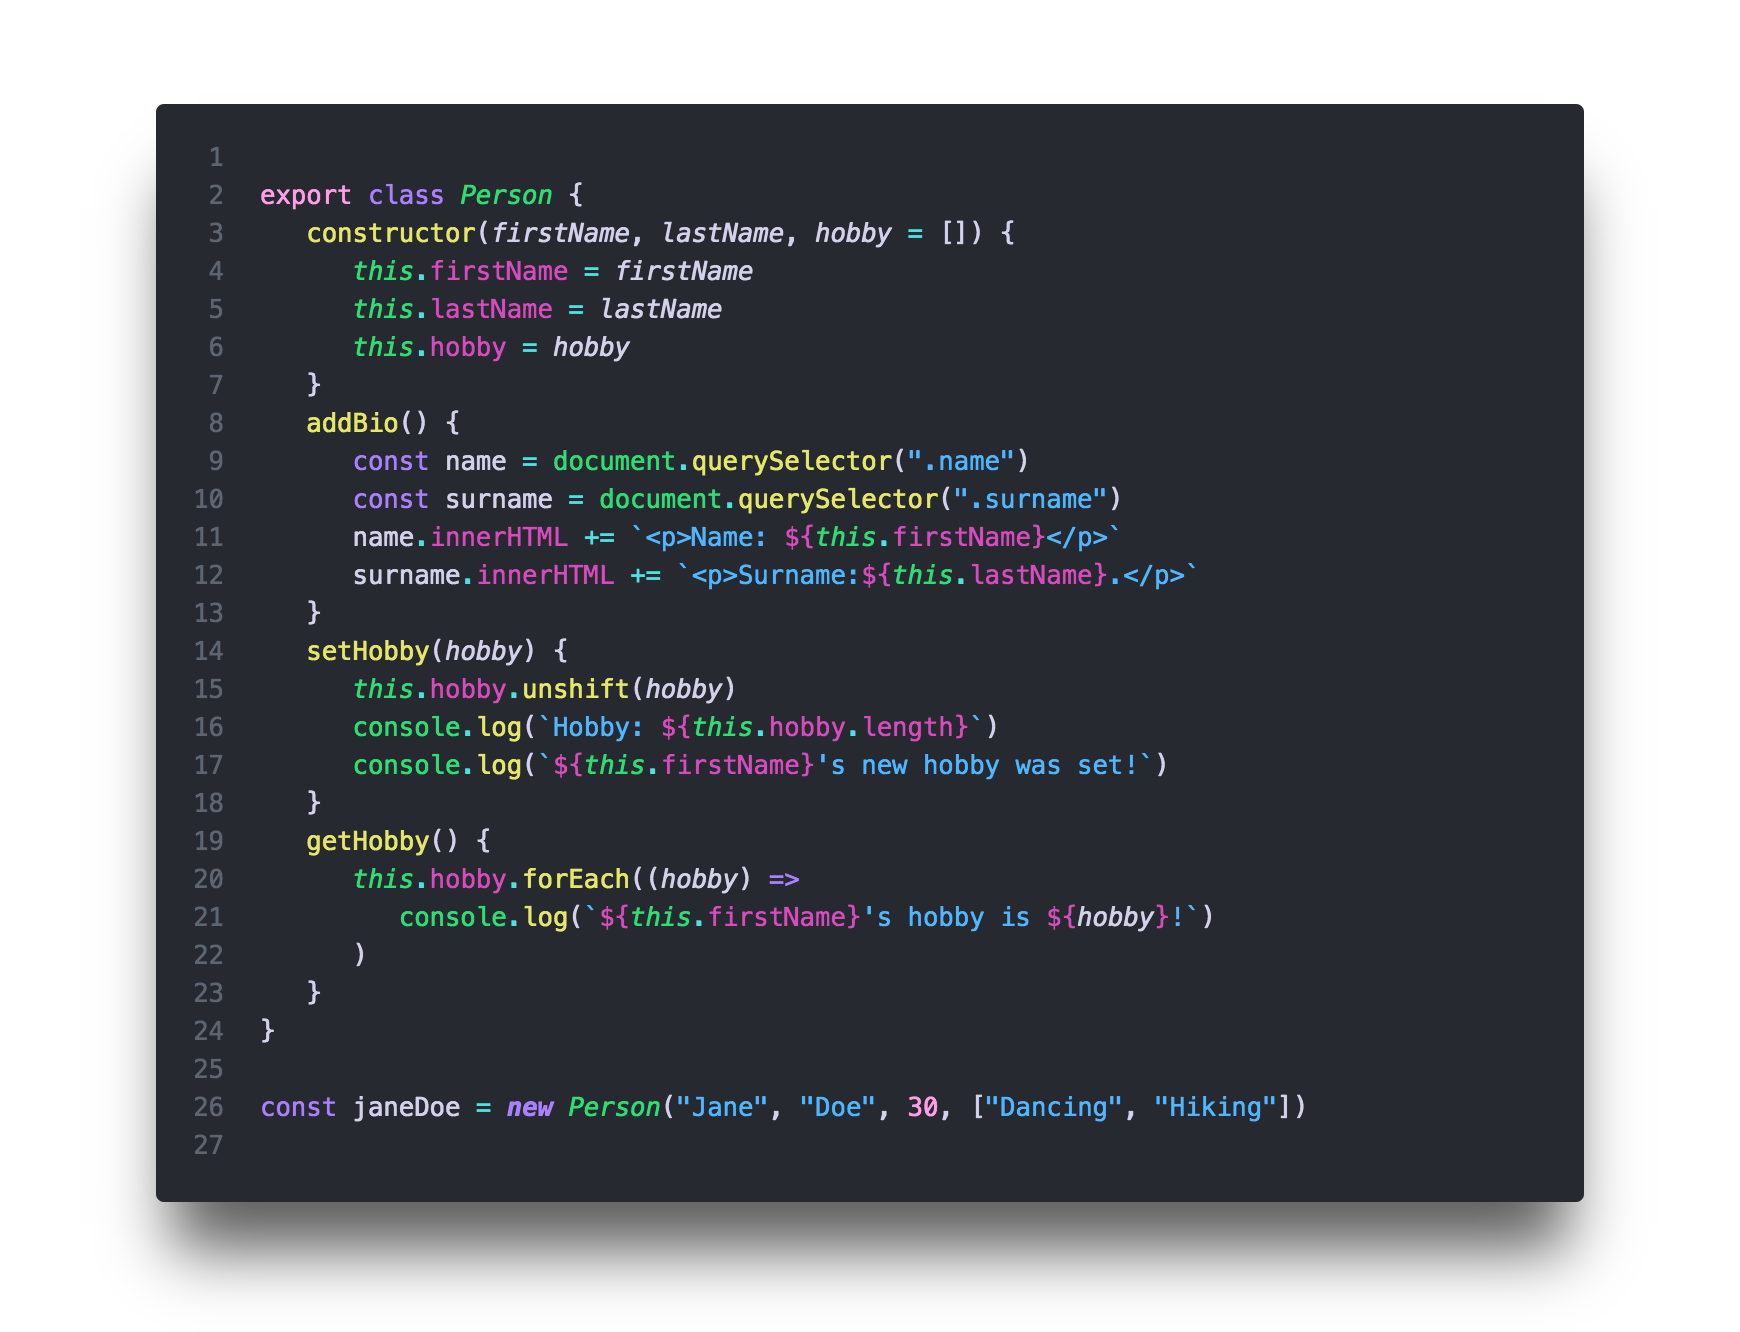 1
2 export class Person {
3    constructor(firstName, lastName, hobby = []) {
4       this.firstName = firstName
5       this.lastName = lastName
6       this.hobby = hobby
7    }
8    addBio() {
9       const name = document.querySelector(".name")
10       const surname = document.querySelector(".surname")
11       name.innerHTML += `<p>Name: ${this.firstName}</p>`
12       surname.innerHTML += `<p>Surname:${this.lastName}.</p>`
13    }
14    setHobby(hobby) {
15       this.hobby.unshift(hobby)
16       console.log(`Hobby: ${this.hobby.length}`)
17       console.log(`${this.firstName}'s new hobby was set!`)
18    }
19    getHobby() {
20       this.hobby.forEach((hobby) =>
21          console.log(`${this.firstName}'s hobby is ${hobby}!`)
22       )
23    }
24 }
25
26 const janeDoe = new Person("Jane", "Doe", 30, ["Dancing", "Hiking"])
27